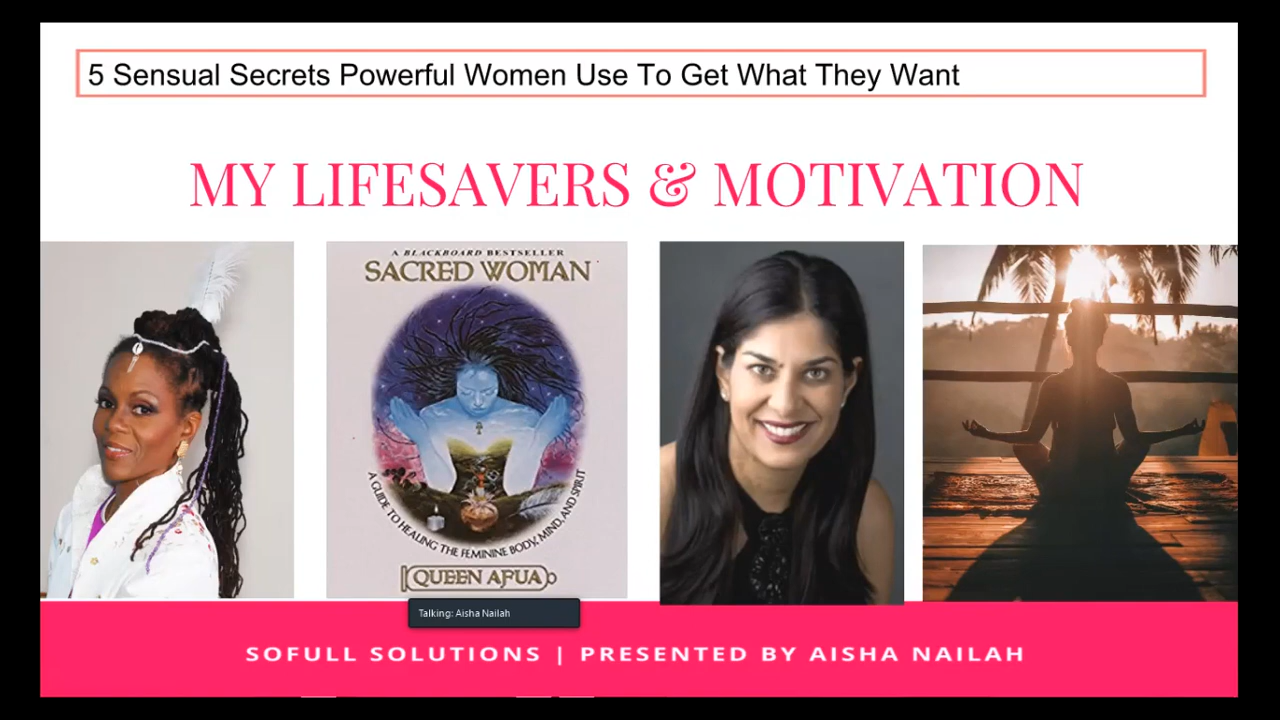 5 Sensual Secrets Powerful Women Use To Get What They Want
MY LIFESAVERS & MOTIVATION
A BLACKBOARD BESTSELLER
SACRED WOMAN
A GUIDE TO HEALING THE FEMININE BODY, MIND, AND SPIRIT
QUEEN AFUA
Talking: Aisha Nailah
SOFULL SOLUTIONS | PRESENTED BY AISHA NAILAH